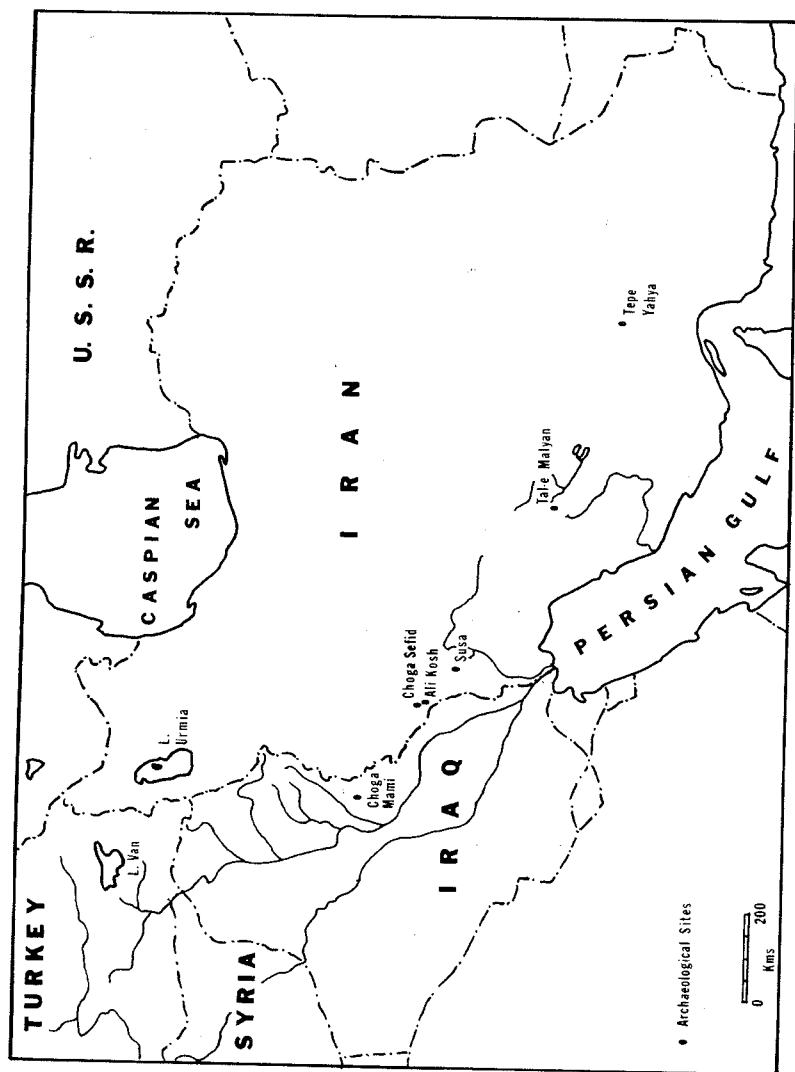 TURKEY
U. S. S. R.
CASPIAN
SEA
L. Van
L.
Urmia
SYRIA
IRAQ
IRAN
Choga
Mami
Choga Sefid
Ali Kosh
Susa
Tal-e Malyan
Tepe
Yahya
PERSIAN GULF
Archaeological Sites
0 200
Kms